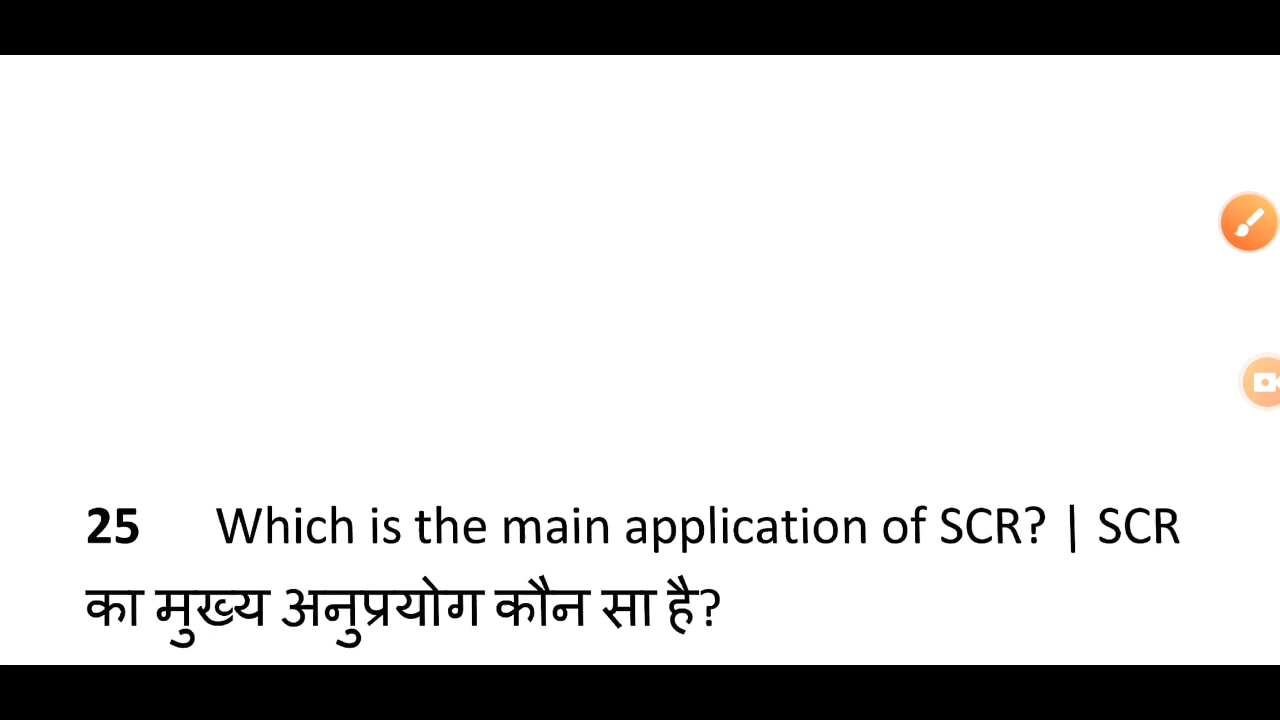 25 Which is the main application of SCR? | SCR
का मुख्य अनुप्रयोग कौन सा है?